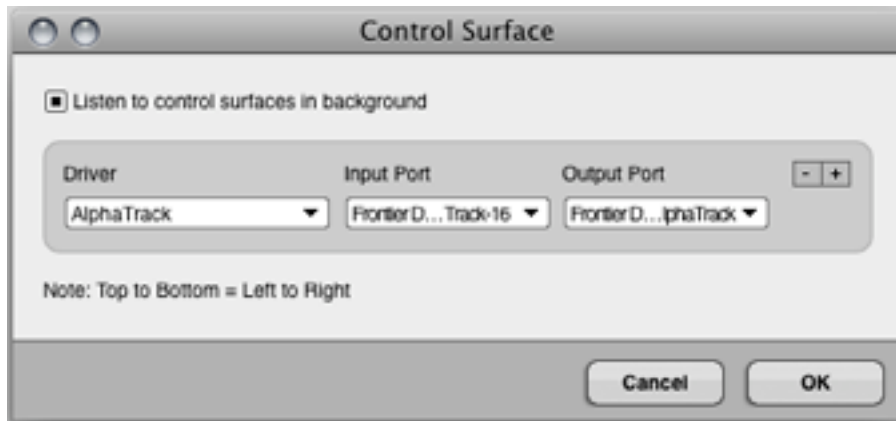 Control Surface
Listen to control surfaces in background
Driver Input Port Output Port - +
AlphaTrack Frontier D...Track-16 Frontier D...lphaTrack
Note: Top to Bottom = Left to Right
Cancel OK